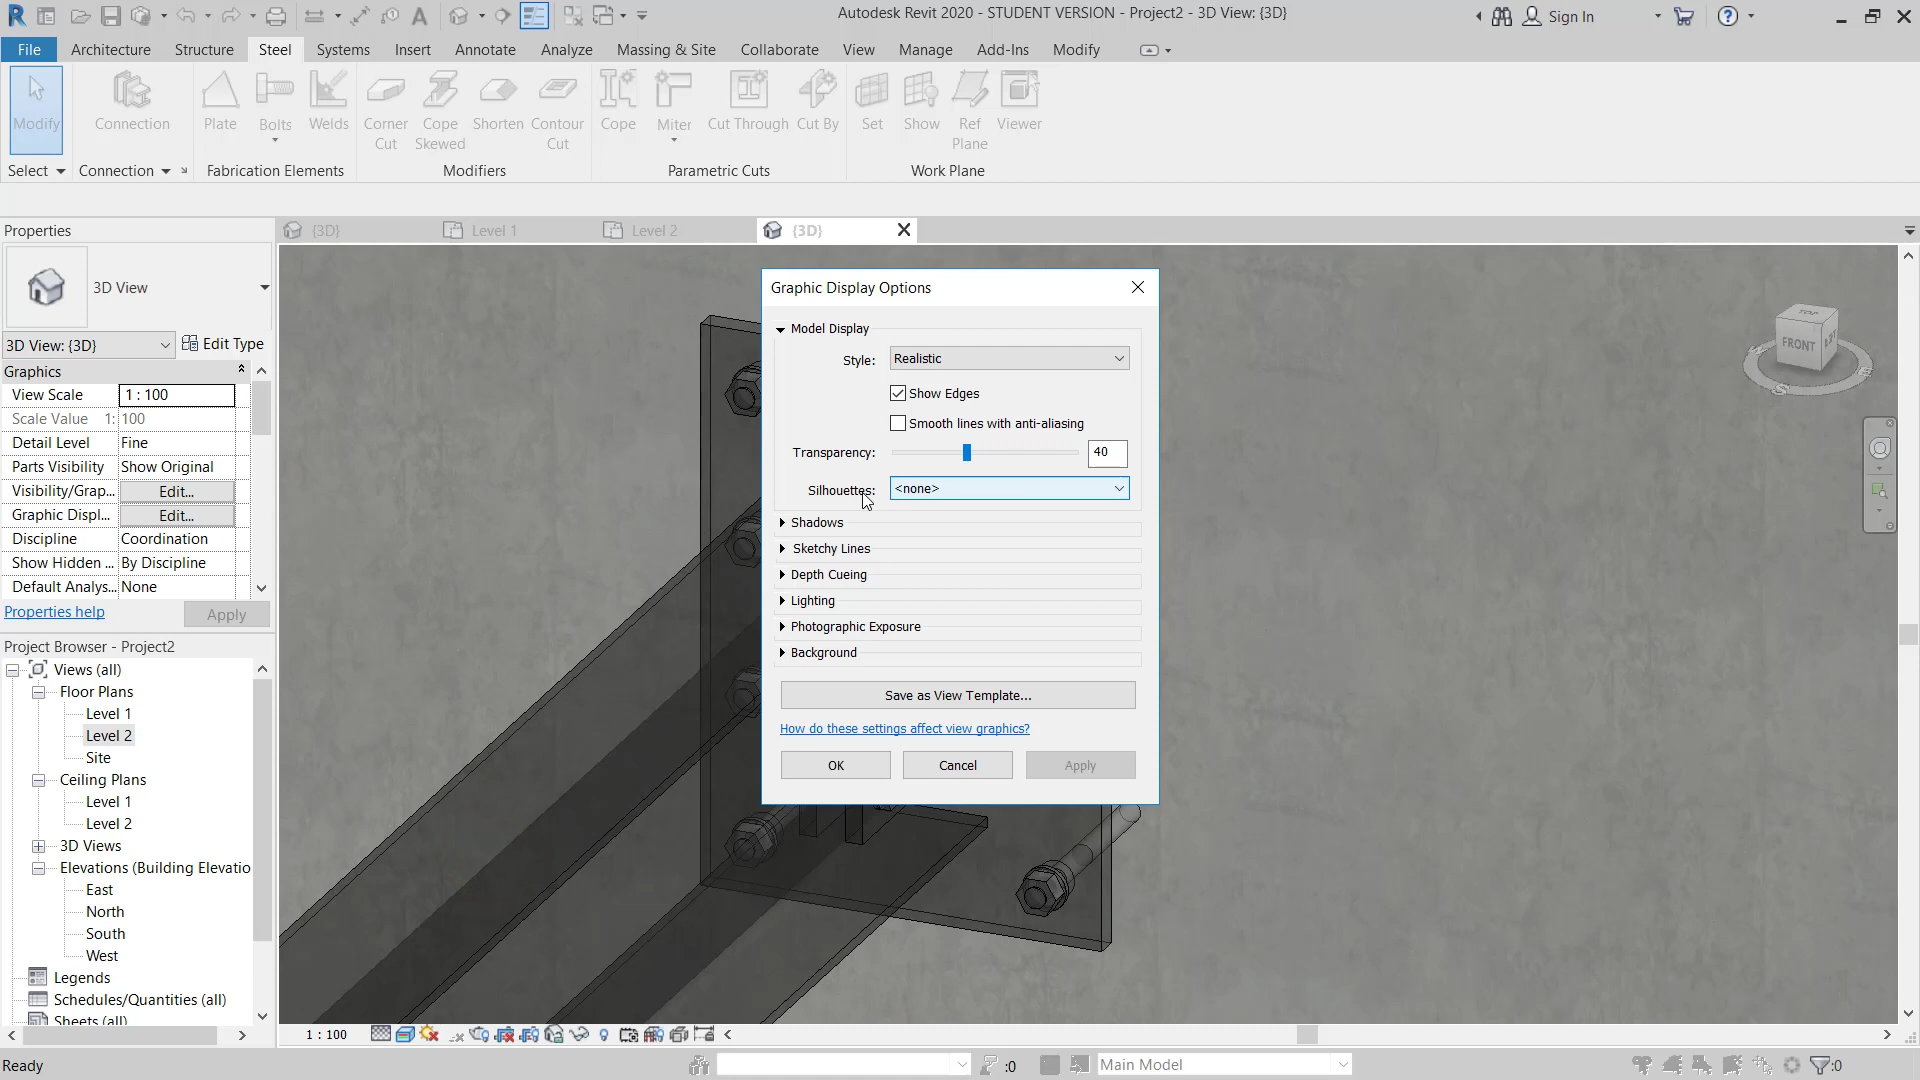 Autodesk Revit 2020 - STUDENT VERSION - Project2 - 3D View: {3D}
Sign In
File Architecture Structure Steel Systems Insert Annotate Analyze Massing & Site Collaborate View Manage Add-Ins Modify
Modify Connection Plate Bolts Welds Corner Cut Cope Skewed Shorten Contour Cut Cope Miter Cut Through Cut By Set Show Ref Plane Viewer
Select Connection Fabrication Elements Modifiers Parametric Cuts Work Plane
Properties
{3D} Level 1 Level 2 {3D}
3D View
3D View: {3D} Edit Type
Graphics
View Scale 1 : 100
Scale Value 1: 100
Detail Level Fine
Parts Visibility Show Original
Visibility/Grap... Edit...
Graphic Displ... Edit...
Discipline Coordination
Show Hidden ... By Discipline
Default Analys... None
Properties help Apply
Project Browser - Project2
Views (all)
Floor Plans
Level 1
Level 2
Site
Ceiling Plans
Level 1
Level 2
3D Views
Elevations (Building Elevatio
East
North
South
West
Legends
Schedules/Quantities (all)
Sheets (all)
Graphic Display Options
Model Display
Style: Realistic
Show Edges
Smooth lines with anti-aliasing
Transparency: 40
Silhouettes: <none>
Shadows
Sketchy Lines
Depth Cueing
Lighting
Photographic Exposure
Background
Save as View Template...
How do these settings affect view graphics?
OK Cancel Apply
TOP
FRONT
S
1 : 100
Ready
:0
Main Model
:0